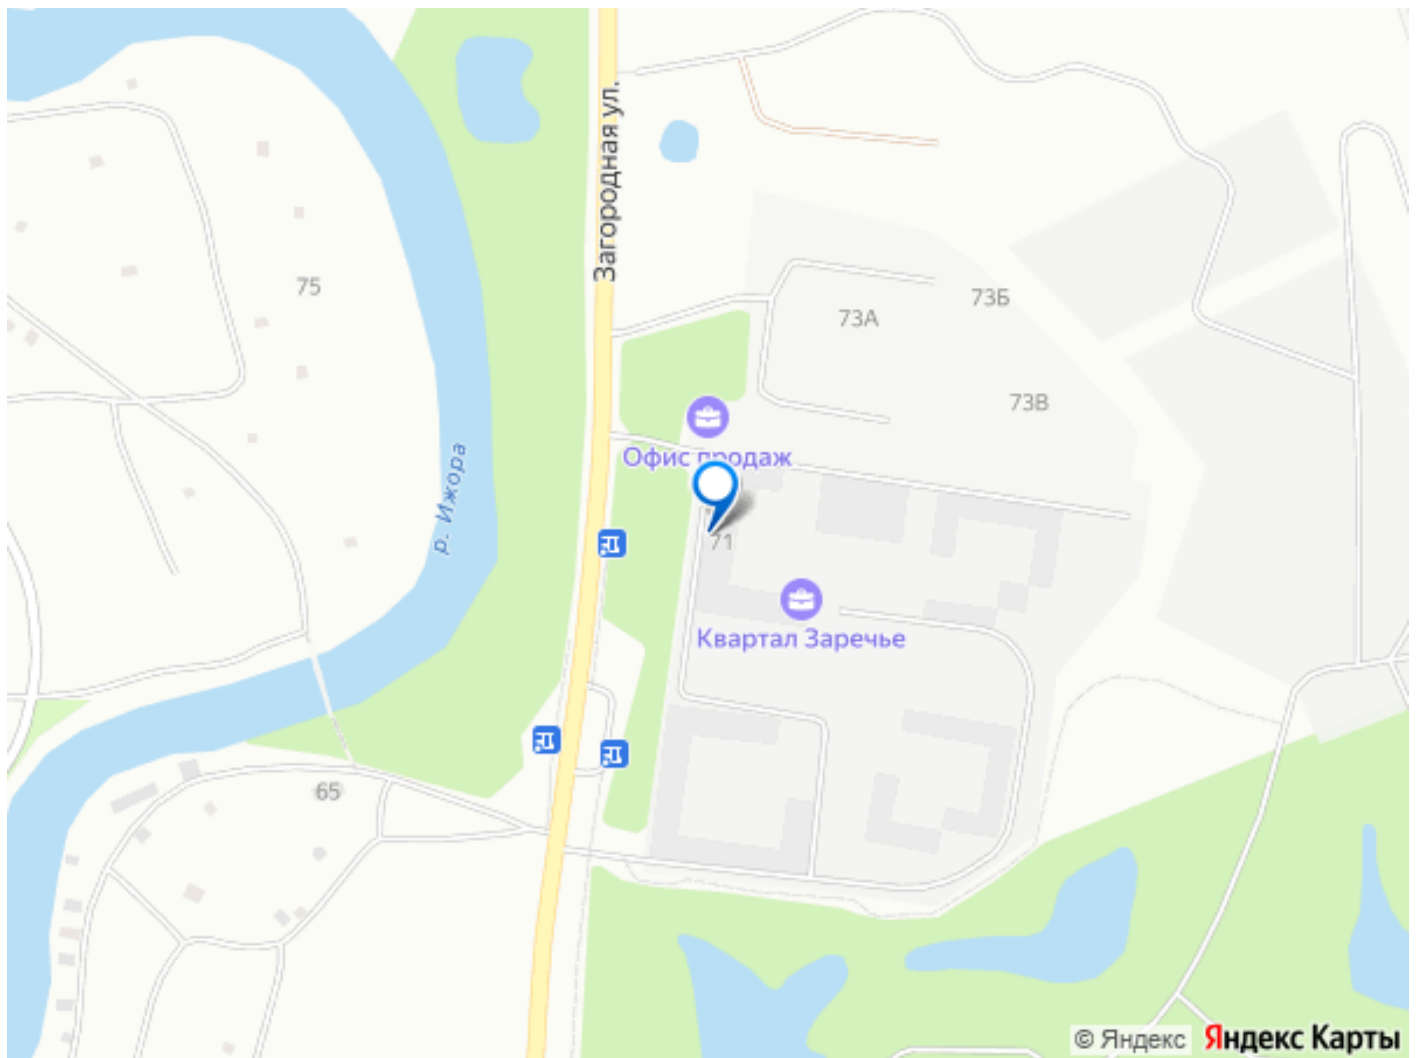 Загородная ул.
75
73А
73Б
73В
Офис продаж
р. Ижора
71
Квартал Заречье
65
© Яндекс
Яндекс Карты